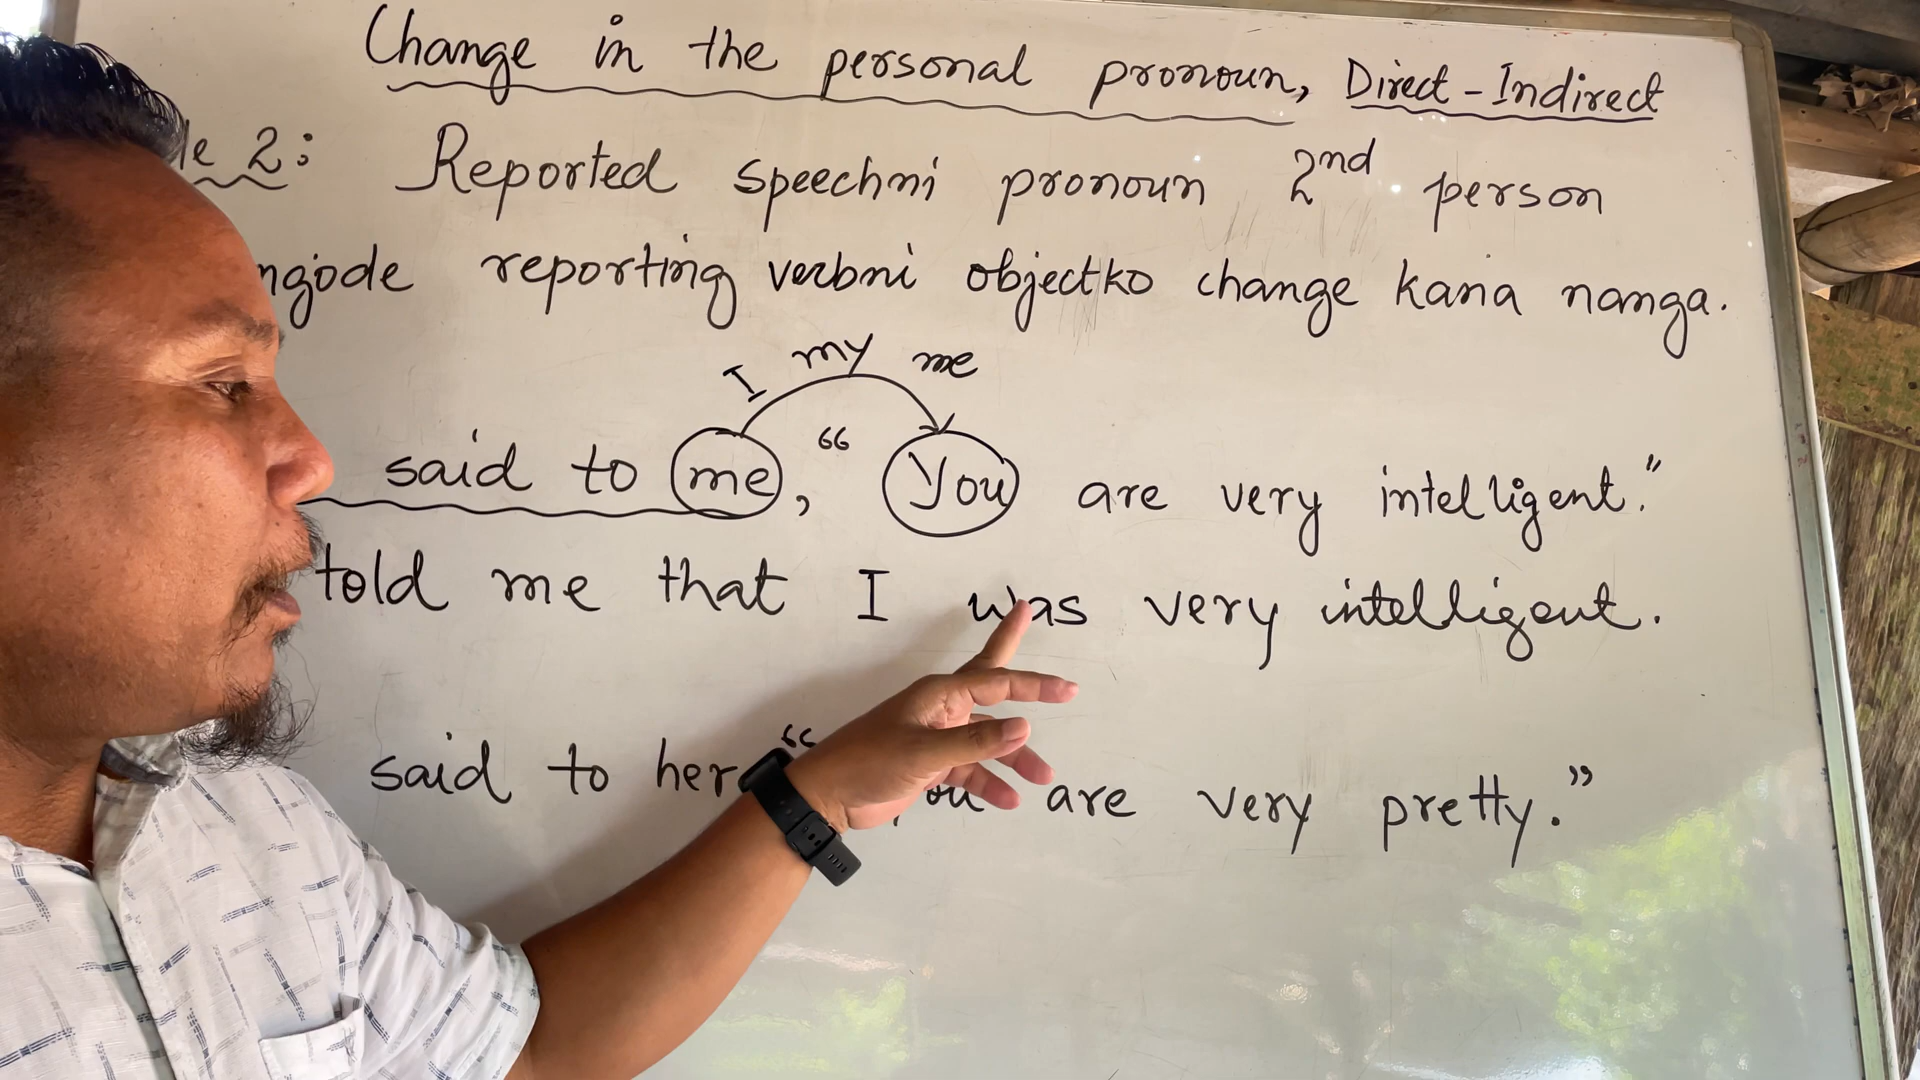 Change in the personal pronoun, Direct - Indirect
2: Reported speechni pronoun 2nd person
reporting verbni objectko change kana nanga.
I my me
said to me, “ You are very intelligent.”
told me that I was very intelligent.
said to her “ are very pretty.”